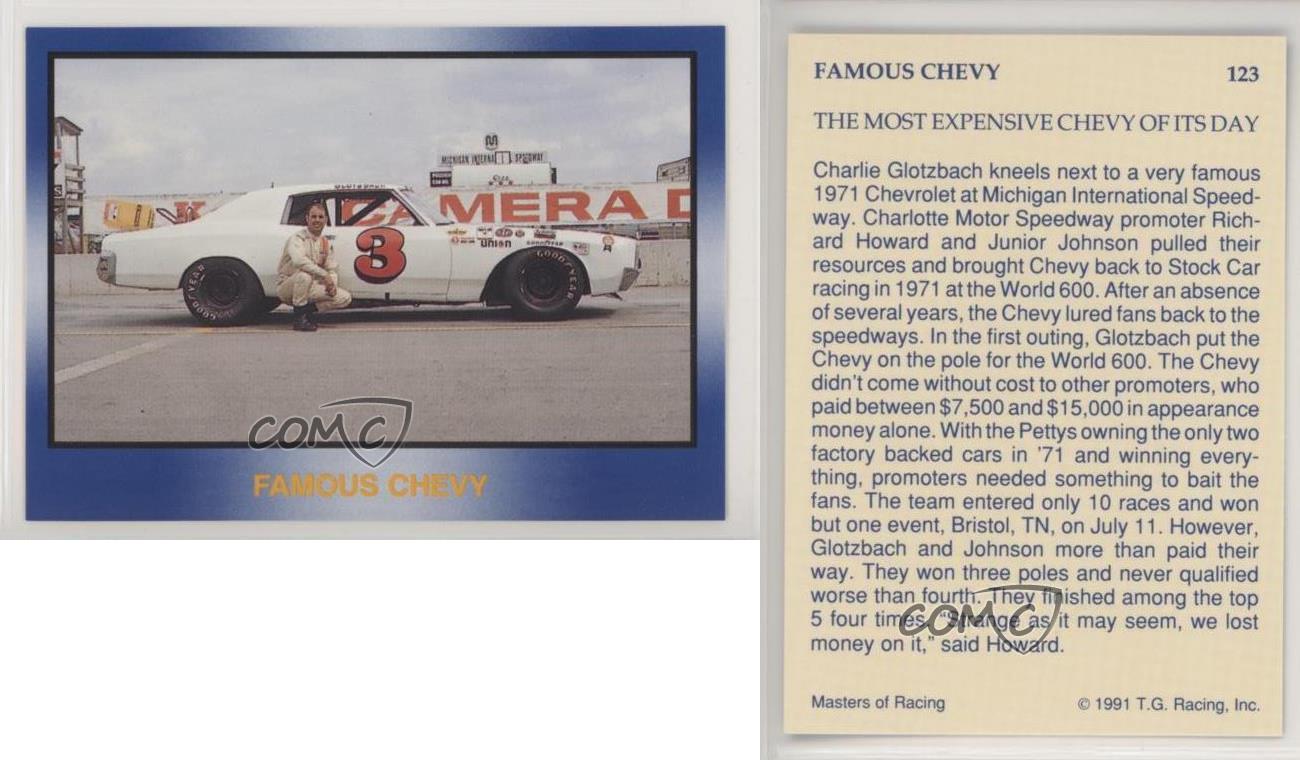 MICHIGAN INTERNA
SPEEDWAY
GLOTZBACH
CAMERA D
3
union
GOODYEAR
GOODYEAR
GOODYEAR
COMC
FAMOUS CHEVY
FAMOUS CHEVY 123
THE MOST EXPENSIVE CHEVY OF ITS DAY
Charlie Glotzbach kneels next to a very famous
1971 Chevrolet at Michigan International Speed-
way. Charlotte Motor Speedway promoter Rich-
ard Howard and Junior Johnson pulled their
resources and brought Chevy back to Stock Car
racing in 1971 at the World 600. After an absence
of several years, the Chevy lured fans back to the
speedways. In the first outing, Glotzbach put the
Chevy on the pole for the World 600. The Chevy
didn't come without cost to other promoters, who
paid between $7,500 and $15,000 in appearance
money alone. With the Pettys owning the only two
factory backed cars in '71 and winning every-
thing, promoters needed something to bait the
fans. The team entered only 10 races and won
but one event, Bristol, TN, on July 11. However,
Glotzbach and Johnson more than paid their
way. They won three poles and never qualified
worse than fourth. They finished among the top
5 four times. "Strange as it may seem, we lost
money on it," said Howard.
COMC
Masters of Racing © 1991 T.G. Racing, Inc.